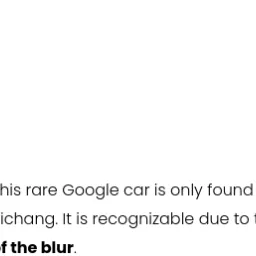 his rare Google car is only found
ichang. It is recognizable due to
f the blur.